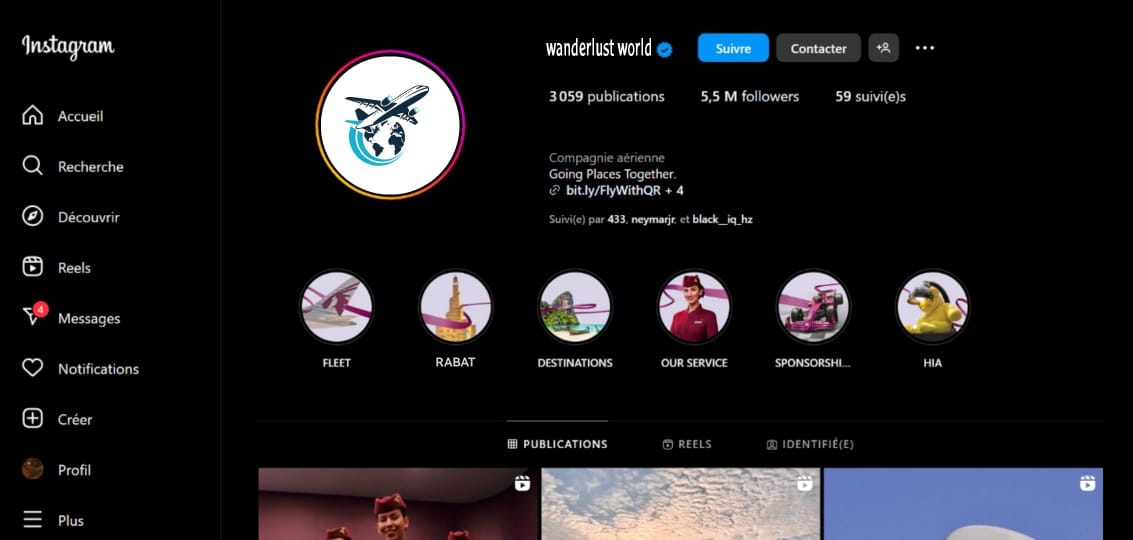 Instagram
Accueil
Recherche
Découvrir
Reels
4
Messages
Notifications
Créer
Profil
Plus
wanderlust world
Suivre
Contacter
3 059 publications
5,5 M followers
59 suivi(e)s
Compagnie aérienne
Going Places Together.
bit.ly/FlyWithQR + 4
Suivi(e) par 433, neymarjr, et black__iq_hz
FLEET
RABAT
DESTINATIONS
OUR SERVICE
SPONSORSHI...
HIA
PUBLICATIONS
REELS
IDENTIFIÉ(E)